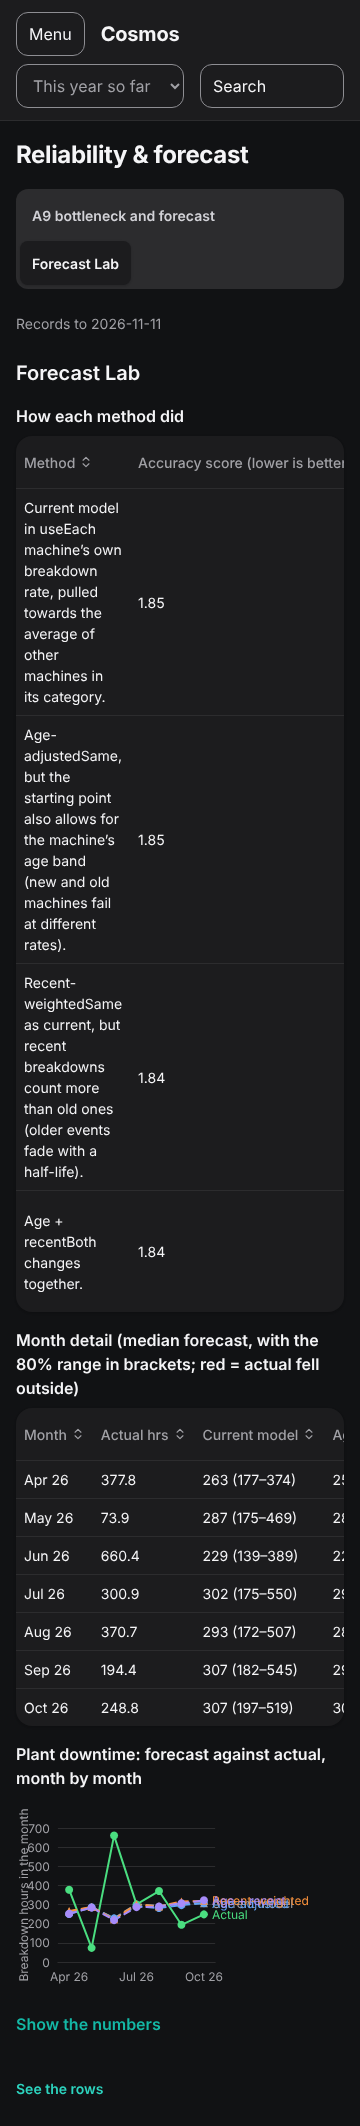 Menu
Cosmos
This year so far
Search
Reliability & forecast
A9 bottleneck and forecast
Forecast Lab
Records to 2026-11-11
Forecast Lab
How each method did
Method
Accuracy score (lower is better
Current model
in useEach
machine's own
breakdown
rate, pulled
towards the
average of
other
machines in
its category.
1.85
Age-
adjustedSame,
but the
starting point
also allows for
the machine's
age band
(new and old
machines fail
at different
rates).
1.85
Recent-
weightedSame
as current, but
recent
breakdowns
count more
than old ones
(older events
fade with a
half-life).
1.84
Age +
recentBoth
changes
together.
1.84
Month detail (median forecast, with the
80% range in brackets; red = actual fell
outside)
Month Actual hrs Current model
Apr 26 377.8 263 (177–374) 25
May 26 73.9 287 (175–469) 28
Jun 26 660.4 229 (139–389) 22
Jul 26 300.9 302 (175–550) 29
Aug 26 370.7 293 (172–507) 28
Sep 26 194.4 307 (182–545) 29
Oct 26 248.8 307 (197–519) 30
Plant downtime: forecast against actual,
month by month
Breakdown hours in the month
700
600
500
400
300
200
100
0
Apr 26 Jul 26 Oct 26
Actual
Show the numbers
See the rows